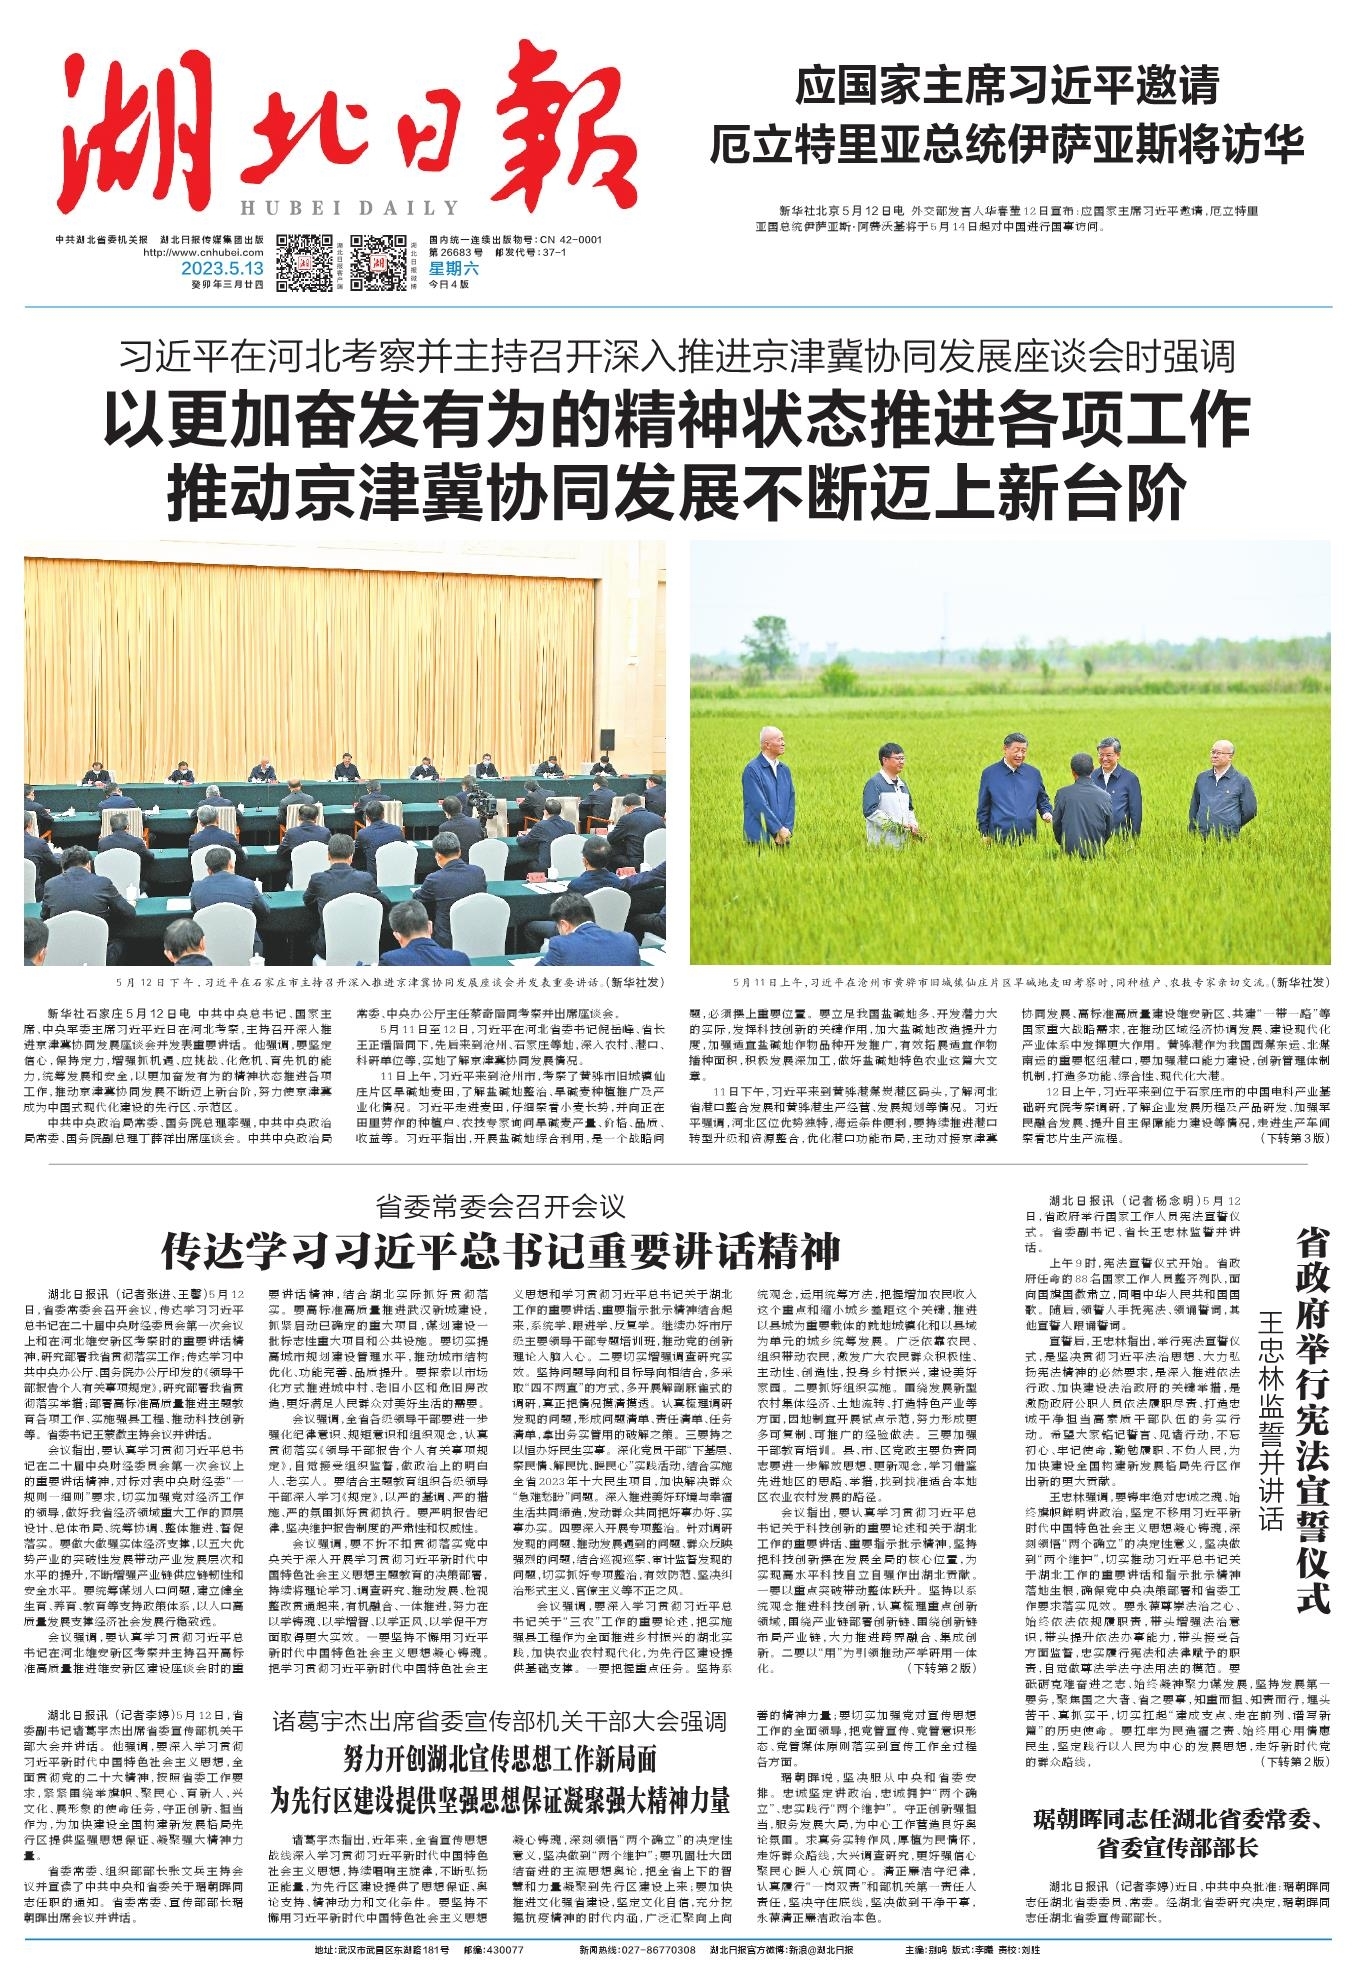 湖北日报
HUBEI DAILY
中共湖北省委机关报 湖北日报传媒集团出版
http://www.cnhubei.com
2023.5.13
癸卯年三月廿四
湖北日报客户端
湖北日报微博
国内统一连续出版物号:CN 42-0001
第26683号 邮发代号:37-1
星期六
今日4版
应国家主席习近平邀请
厄立特里亚总统伊萨亚斯将访华
新华社北京5月12日电 外交部发言人华春莹12日宣布:应国家主席习近平邀请,厄立特里
亚国总统伊萨亚斯·阿费沃基将于5月14日起对中国进行国事访问。
习近平在河北考察并主持召开深入推进京津冀协同发展座谈会时强调
以更加奋发有为的精神状态推进各项工作
推动京津冀协同发展不断迈上新台阶
5月12日下午,习近平在石家庄市主持召开深入推进京津冀协同发展座谈会并发表重要讲话。(新华社发)
5月11日上午,习近平在沧州市黄骅市旧城镇仙庄片区旱碱地麦田考察时,同种植户、农技专家亲切交流。(新华社发)
新华社石家庄5月12日电 中共中央总书记、国家主
席、中央军委主席习近平近日在河北考察,主持召开深入推
进京津冀协同发展座谈会并发表重要讲话。他强调,要坚定
信心,保持定力,增强抓机遇、应挑战、化危机、育先机的能
力,统筹发展和安全,以更加奋发有为的精神状态推进各项
工作,推动京津冀协同发展不断迈上新台阶,努力使京津冀
成为中国式现代化建设的先行区、示范区。
中共中央政治局常委、国务院总理李强,中共中央政治
局常委、国务院副总理丁薛祥出席座谈会。中共中央政治局
常委、中央办公厅主任蔡奇陪同考察并出席座谈会。
5月11日至12日,习近平在河北省委书记倪岳峰、省长
王正谱陪同下,先后来到沧州、石家庄等地,深入农村、港口、
科研单位等,实地了解京津冀协同发展情况。
11日上午,习近平来到沧州市,考察了黄骅市旧城镇仙
庄片区旱碱地麦田,了解盐碱地整治、旱碱麦种植推广及产
业化情况。习近平走进麦田,仔细察看小麦长势,并向正在
田里劳作的种植户、农技专家询问旱碱麦产量、价格、品质、
收益等。习近平指出,开展盐碱地综合利用,是一个战略问
题,必须摆上重要位置。要立足我国盐碱地多、开发潜力大
的实际,发挥科技创新的关键作用,加大盐碱地改造提升力
度,加强适宜盐碱地作物品种开发推广,有效拓展适宜作物
播种面积,积极发展深加工,做好盐碱地特色农业这篇大文
章。
11日下午,习近平来到黄骅港煤炭港区码头,了解河北
省港口整合发展和黄骅港生产经营、发展规划等情况。习近
平强调,河北区位优势独特,海运条件便利,要持续推进港口
转型升级和资源整合,优化港口功能布局,主动对接京津冀
协同发展、高标准高质量建设雄安新区、共建“一带一路”等
国家重大战略需求,在推动区域经济协调发展、建设现代化
产业体系中发挥更大作用。黄骅港作为我国西煤东运、北煤
南运的重要枢纽港口,要加强港口能力建设,创新管理体制
机制,打造多功能、综合性、现代化大港。
12日上午,习近平来到位于石家庄市的中国电科产业基
础研究院考察调研,了解企业发展历程及产品研发、加强军
民融合发展、提升自主保障能力建设等情况,走进生产车间
察看芯片生产流程。 (下转第3版)
省委常委会召开会议
传达学习习近平总书记重要讲话精神
湖北日报讯 (记者张进、王馨)5月12
日,省委常委会召开会议,传达学习习近平
总书记在二十届中央财经委员会第一次会议
上和在河北雄安新区考察时的重要讲话精
神,研究部署我省贯彻落实工作;传达学习中
共中央办公厅、国务院办公厅印发的《领导干
部报告个人有关事项规定》,研究部署我省贯
彻落实举措;部署高标准高质量推进主题教
育各项工作、实施强县工程、推动科技创新
等。省委书记王蒙徽主持会议并讲话。
会议指出,要认真学习贯彻习近平总书
记在二十届中央财经委员会第一次会议上
的重要讲话精神,对标对表中央财经委“一
规则一细则”要求,切实加强党对经济工作
的领导,做好我省经济领域重大工作的顶层
设计、总体布局、统筹协调、整体推进、督促
落实。要做大做强实体经济支撑,以五大优
势产业的突破性发展带动产业发展层次和
水平的提升,不断增强产业链供应链韧性和
安全水平。要统筹谋划人口问题,建立健全
生育、养育、教育等支持政策体系,以人口高
质量发展支撑经济社会发展行稳致远。
会议强调,要认真学习贯彻习近平总
书记在河北雄安新区考察并主持召开高标
准高质量推进雄安新区建设座谈会时的重
要讲话精神,结合湖北实际抓好贯彻落
实。要高标准高质量推进武汉新城建设,
抓紧启动已确定的重大项目,谋划建设一
批标志性重大项目和公共设施。要切实提
高城市规划建设管理水平,推动城市结构
优化、功能完善、品质提升。要探索以市场
化方式推进城中村、老旧小区和危旧房改
造,更好满足人民群众对美好生活的需要。
会议强调,全省各级领导干部要进一步
强化纪律意识、规矩意识和组织观念,认真
贯彻落实《领导干部报告个人有关事项规
定》,自觉接受组织监督,做政治上的明白
人、老实人。要结合主题教育组织各级领导
干部深入学习《规定》,以严的基调、严的措
施、严的氛围抓好贯彻执行。要严明报告纪
律,坚决维护报告制度的严肃性和权威性。
会议强调,要不折不扣贯彻落实党中
央关于深入开展学习贯彻习近平新时代中
国特色社会主义思想主题教育的决策部署,
持续将理论学习、调查研究、推动发展、检视
整改贯通起来,有机融合、一体推进,努力在
以学铸魂、以学增智、以学正风、以学促干方
面取得更大实效。一要坚持不懈用习近平
新时代中国特色社会主义思想凝心铸魂。
把学习贯彻习近平新时代中国特色社会主
义思想和学习贯彻习近平总书记关于湖北
工作的重要讲话、重要指示批示精神结合起
来,系统学、跟进学、反复学。继续办好市厅
级主要领导干部专题培训班,推动党的创新
理论入脑入心。二要切实增强调查研究实
效。坚持问题导向和目标导向相结合,多采
取“四不两直”的方式,多开展解剖麻雀式的
调研,真正把情况摸清摸透。认真梳理调研
发现的问题,形成问题清单、责任清单、任务
清单,拿出务实管用的破解之策。三要持之
以恒办好民生实事。深化党员干部“下基层、
察民情、解民忧、暖民心”实践活动,结合实施
全省2023年十大民生项目,加快解决群众
“急难愁盼”问题。深入推进美好环境与幸福
生活共同缔造,发动群众共同把好事办好、实
事办实。四要深入开展专项整治。针对调研
发现的问题、推动发展遇到的问题、群众反映
强烈的问题,结合巡视巡察、审计监督发现的
问题,切实抓好专项整治,有效防范、坚决纠
治形式主义、官僚主义等不正之风。
会议强调,要深入学习贯彻习近平总
书记关于“三农”工作的重要论述,把实施
强县工程作为全面推进乡村振兴的湖北实
践,加快农业农村现代化,为先行区建设提
供基础支撑。一要把握重点任务。坚持系
统观念,运用统筹方法,把握增加农民收入
这个重点和缩小城乡差距这个关键,推进
以县城为重要载体的就地城镇化和以县域
为单元的城乡统筹发展。广泛依靠农民、
组织带动农民,激发广大农民群众积极性、
主动性、创造性,投身乡村振兴,建设美好
家园。二要抓好组织实施。围绕发展新型
农村集体经济、土地流转、打造特色产业等
方面,因地制宜开展试点示范,努力形成更
多可复制、可推广的经验做法。三要加强
干部教育培训。县、市、区党政主要负责同
志要进一步解放思想、更新观念,学习借鉴
先进地区的思路、举措,找到找准适合本地
区农业农村发展的路径。
会议指出,要认真学习贯彻习近平总
书记关于科技创新的重要论述和关于湖北
工作的重要讲话、重要指示批示精神,坚持
把科技创新摆在发展全局的核心位置,为
实现高水平科技自立自强作出湖北贡献。
一要以重点突破带动整体跃升。坚持以系
统观念推进科技创新,认真梳理重点创新
领域,围绕产业链部署创新链、围绕创新链
布局产业链,大力推进跨界融合、集成创
新。二要以“用”为引领推动产学研用一体
化。 (下转第2版)
省政府举行宪法宣誓仪式
王忠林监誓并讲话
湖北日报讯 (记者杨念明)5月12
日,省政府举行国家工作人员宪法宣誓仪
式。省委副书记、省长王忠林监誓并讲
话。
上午9时,宪法宣誓仪式开始。省政
府任命的88名国家工作人员整齐列队,面
向国旗国徽肃立,同唱中华人民共和国国
歌。随后,领誓人手抚宪法、领诵誓词,其
他宣誓人跟诵誓词。
宣誓后,王忠林指出,举行宪法宣誓仪
式,是坚决贯彻习近平法治思想、大力弘
扬宪法精神的必然要求,是深入推进依法
行政、加快建设法治政府的关键举措,是
激励政府公职人员依法履职尽责、打造忠
诚干净担当高素质干部队伍的务实行
动。希望大家铭记誓言、见诸行动,不忘
初心、牢记使命,勤勉履职、不负人民,为
加快建设全国构建新发展格局先行区作
出新的更大贡献。
王忠林强调,要铸牢绝对忠诚之魂,始
终旗帜鲜明讲政治,坚定不移用习近平新
时代中国特色社会主义思想凝心铸魂,深
刻领悟“两个确立”的决定性意义,坚决做
到“两个维护”,切实推动习近平总书记关
于湖北工作的重要讲话和指示批示精神
落地生根,确保党中央决策部署和省委工
作要求落实见效。要永葆尊崇法治之心,
始终依法依规履职责,带头增强法治意
识,带头提升依法办事能力,带头接受各
方面监督,忠实履行宪法和法律赋予的职
责,自觉做尊法学法守法用法的模范。要
砥砺克难奋进之志,始终凝神聚力谋发展,坚持发展第一
要务,聚焦国之大者、省之要事,知重而担、知责而行,埋头
苦干、真抓实干,切实扛起“建成支点、走在前列、谱写新
篇”的历史使命。要扛牢为民造福之责,始终用心用情惠
民生,坚定践行以人民为中心的发展思想,走好新时代党
的群众路线, (下转第2版)
诸葛宇杰出席省委宣传部机关干部大会强调
努力开创湖北宣传思想工作新局面
为先行区建设提供坚强思想保证凝聚强大精神力量
湖北日报讯 (记者李婷)5月12日,省
委副书记诸葛宇杰出席省委宣传部机关干
部大会并讲话。他强调,要深入学习贯彻
习近平新时代中国特色社会主义思想,全
面贯彻党的二十大精神,按照省委工作要
求,紧紧围绕举旗帜、聚民心、育新人、兴
文化、展形象的使命任务,守正创新、担当
作为,为加快建设全国构建新发展格局先
行区提供坚强思想保证、凝聚强大精神力
量。
省委常委、组织部部长张文兵主持会
议并宣读了中共中央和省委关于琚朝晖同
志任职的通知。省委常委、宣传部部长琚
朝晖出席会议并讲话。
诸葛宇杰指出,近年来,全省宣传思想
战线深入学习贯彻习近平新时代中国特色
社会主义思想,持续唱响主旋律,不断弘扬
正能量,为先行区建设提供了思想保证、舆
论支持、精神动力和文化条件。要坚持不
懈用习近平新时代中国特色社会主义思想
凝心铸魂,深刻领悟“两个确立”的决定性
意义,坚决做到“两个维护”;要巩固壮大团
结奋进的主流思想舆论,把全省上下的智
慧和力量凝聚到先行区建设上来;要加快
推进文化强省建设,坚定文化自信,充分挖
掘抗疫精神的时代内涵,广泛汇聚向上向
善的精神力量;要切实加强党对宣传思想
工作的全面领导,把党管宣传、党管意识形
态、党管媒体原则落实到宣传工作全过程
各方面。
琚朝晖说,坚决服从中央和省委安
排。忠诚坚定讲政治,忠诚拥护“两个确
立”、忠实践行“两个维护”。守正创新强担
当,服务发展大局,为中心工作营造良好舆
论氛围。求真务实转作风,厚植为民情怀,
走好群众路线,大兴调查研究,更好强信心
聚民心暖人心筑同心。清正廉洁守纪律,
认真履行“一岗双责”和部机关第一责任人
责任,坚决守住底线,坚决做到干净干事,
永葆清正廉洁政治本色。
琚朝晖同志任湖北省委常委、
省委宣传部部长
湖北日报讯 (记者李婷)近日,中共中央批准:琚朝晖同
志任湖北省委委员、常委。经湖北省委研究决定,琚朝晖同
志任湖北省委宣传部部长。
地址:武汉市武昌区东湖路181号 邮编:430077 新闻热线:027-86770308 湖北日报官方微博:新浪@湖北日报 主编:别鸣 版式:李曦 责校:刘胜